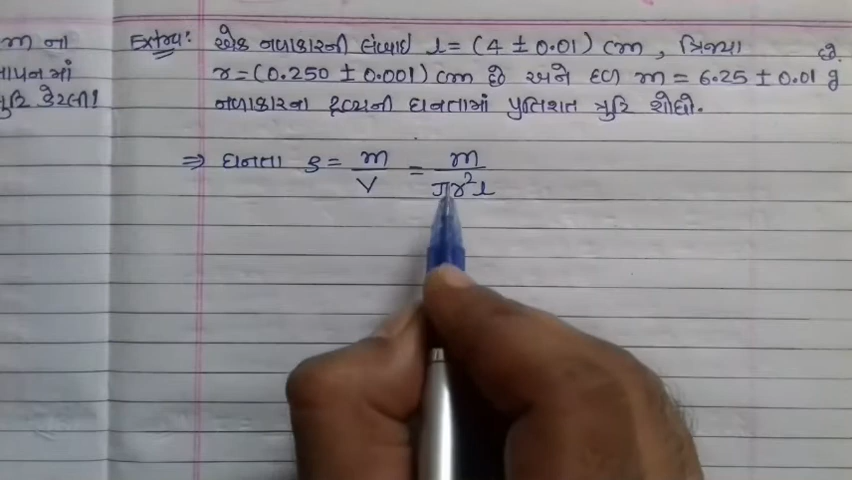 m ના
માપનમાં
ત્રુટિ કેટલી!
Extra: એક નળાકારની લંબાઇ l = (4 ± 0.01) cm, ત્રિજ્યા
r = (0.250 ± 0.001) cm છે અને દળ m = 6.25 ± 0.01 g છે.
નળાકારના દ્રવ્યની ઘનતામાં પ્રતિશત ત્રુટિ શોધો.
⇒ ઘનતા ρ = m/V = m/πr²l